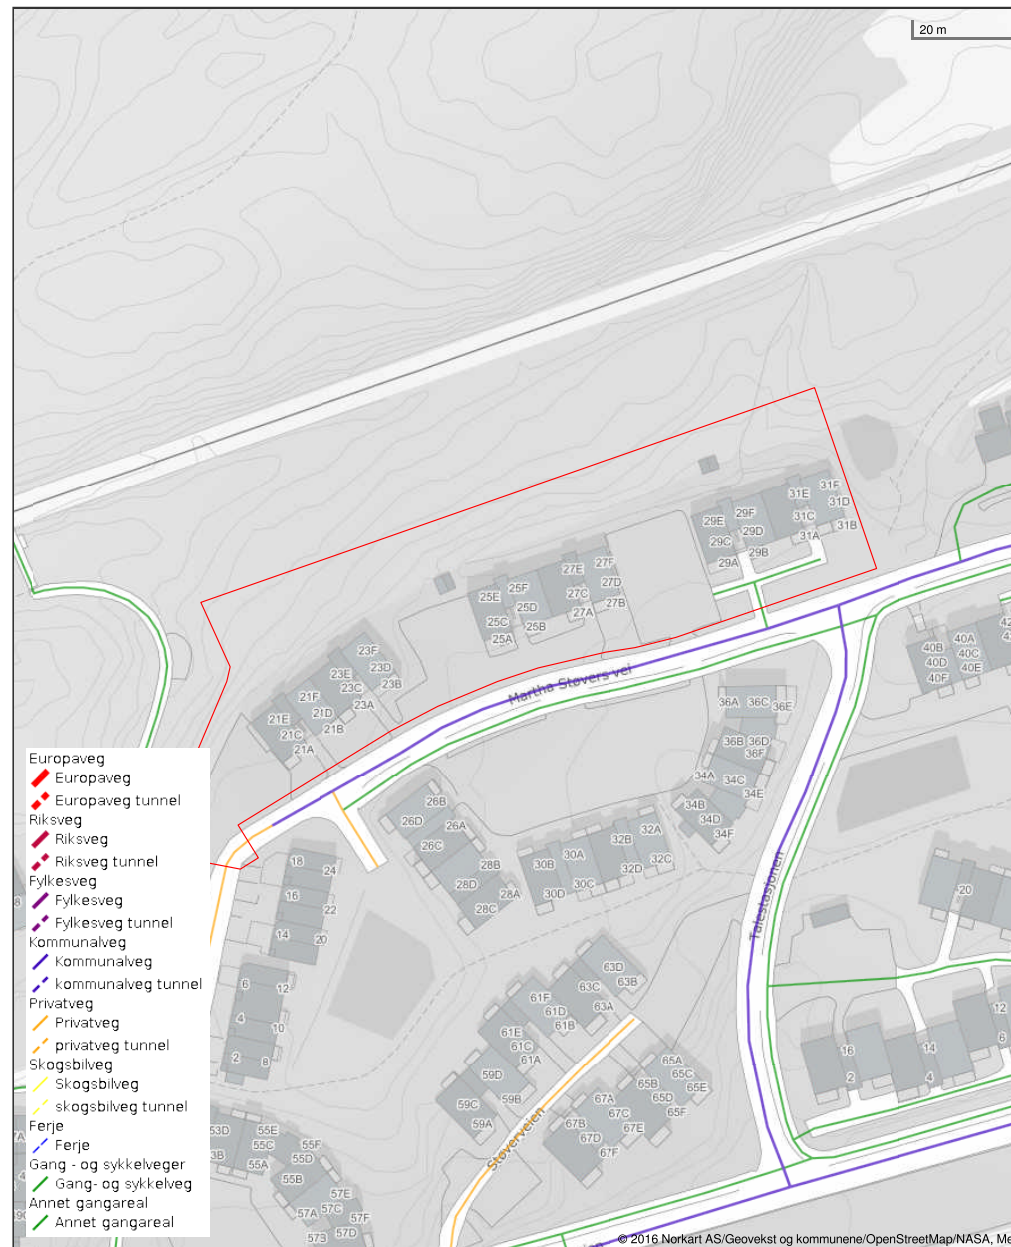 20 m
31E
31F
31D
29F
29E
31C
31B
29D
31A
29C
29B
29A
27F
27E
25F
27D
25E
27C
27B
25D
27A
25C
25B
25A
23F
23D
23E
23B
23C
21F
23A
21D
21E
21B
21C
21A
42
40A
40B
40C
40D
40E
40F
Martha Støvers vei
36A
36C
36E
36B
36D
36F
34A
34C
34E
34B
34D
34F
26B
26D
26A
26C
32A
32B
30A
30B
32C
28B
32D
28D
30C
28A
30D
28C
18
24
16
22
14
20
Talestasjonen
20
63D
63C
63B
61F
63A
61D
61B
61E
61C
61A
59D
59C
59B
59A
6
12
4
10
2
8
12
6
16
14
2
4
65A
65C
65B
65E
65D
65F
67A
67C
67B
67E
67D
67F
Støverveien
53D
55E
55F
55C
55D
55A
55B
57E
57C
57A
57F
57D
Europaveg
Europaveg
Europaveg tunnel
Riksveg
Riksveg
Riksveg tunnel
Fylkesveg
Fylkesveg
Fylkesveg tunnel
Kommunalveg
Kommunalveg
kommunalveg tunnel
Privatveg
Privatveg
privatveg tunnel
Skogsbilveg
Skogsbilveg
skogsbilveg tunnel
Ferje
Ferje
Gang - og sykkelveger
Gang- og sykkelveg
Annet gangareal
Annet gangareal
© 2016 Norkart AS/Geovekst og kommunene/OpenStreetMap/NASA, Me